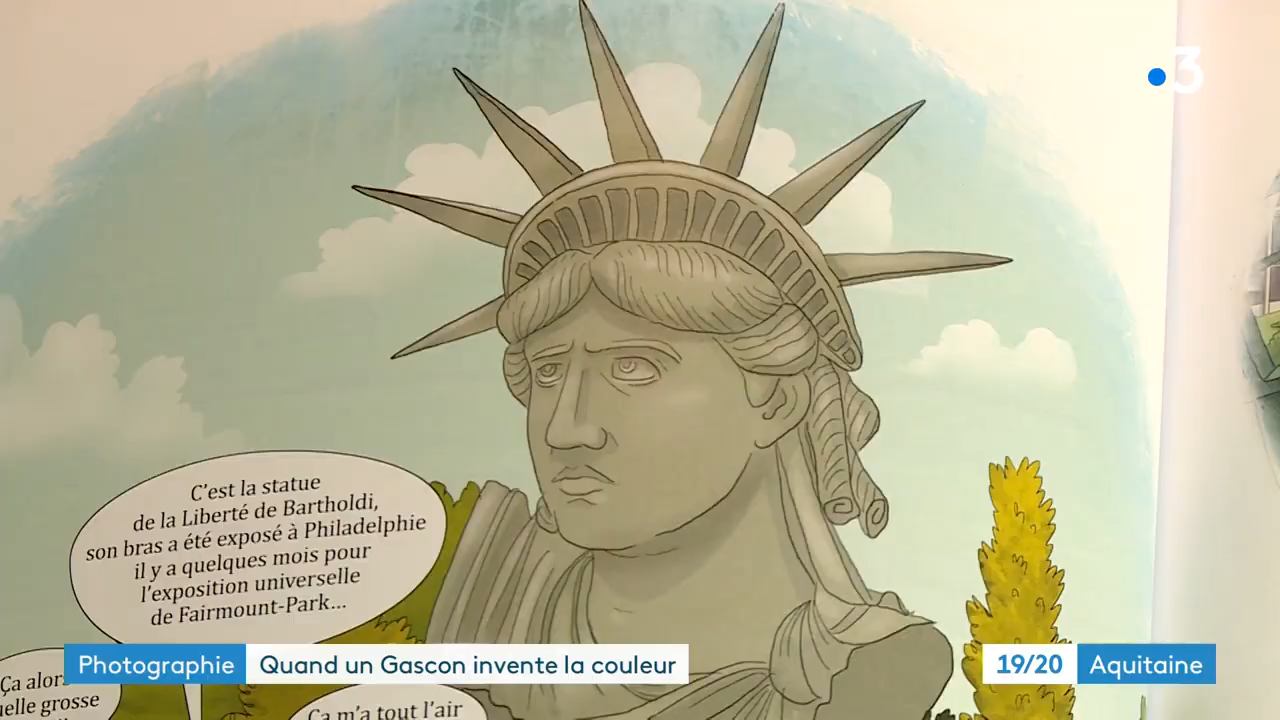 3
C’est la statue
de la Liberté de Bartholdi,
son bras a été exposé à Philadelphie
il y a quelques mois pour
l’exposition universelle
de Fairmount-Park...
Ça alors
grosse
Ça m’a tout l’air
Photographie
Quand un Gascon invente la couleur
19/20
Aquitaine